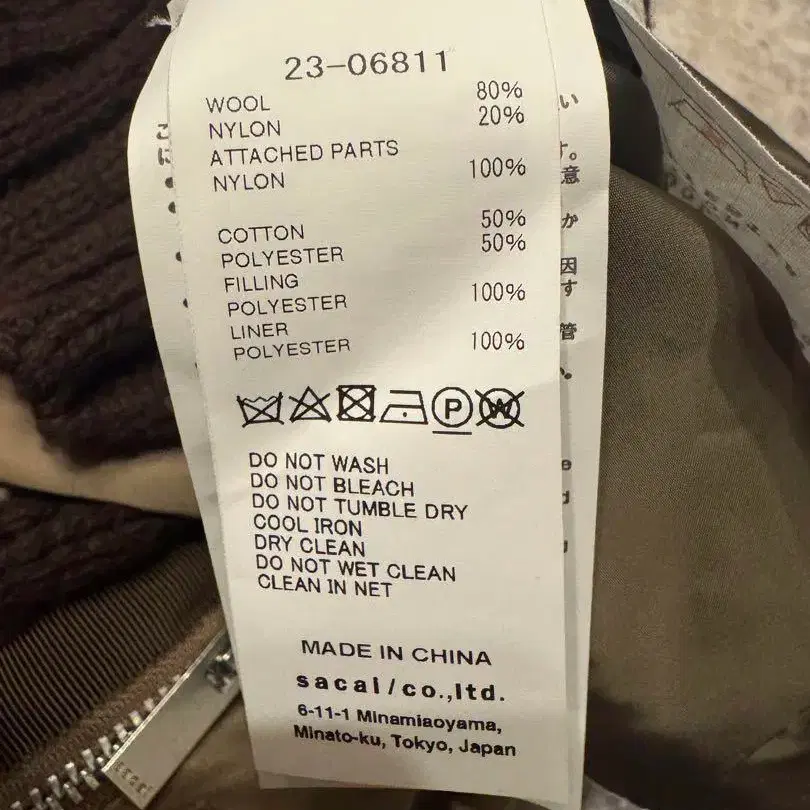 23-06811
WOOL 80%
NYLON 20%
ATTACHED PARTS
NYLON 100%
COTTON 50%
POLYESTER 50%
FILLING
POLYESTER 100%
LINER
POLYESTER 100%
P W
DO NOT WASH
DO NOT BLEACH
DO NOT TUMBLE DRY
COOL IRON
DRY CLEAN
DO NOT WET CLEAN
CLEAN IN NET
MADE IN CHINA
sacai/co.,ltd.
6-11-1 Minamiaoyama,
Minato-ku, Tokyo, Japan